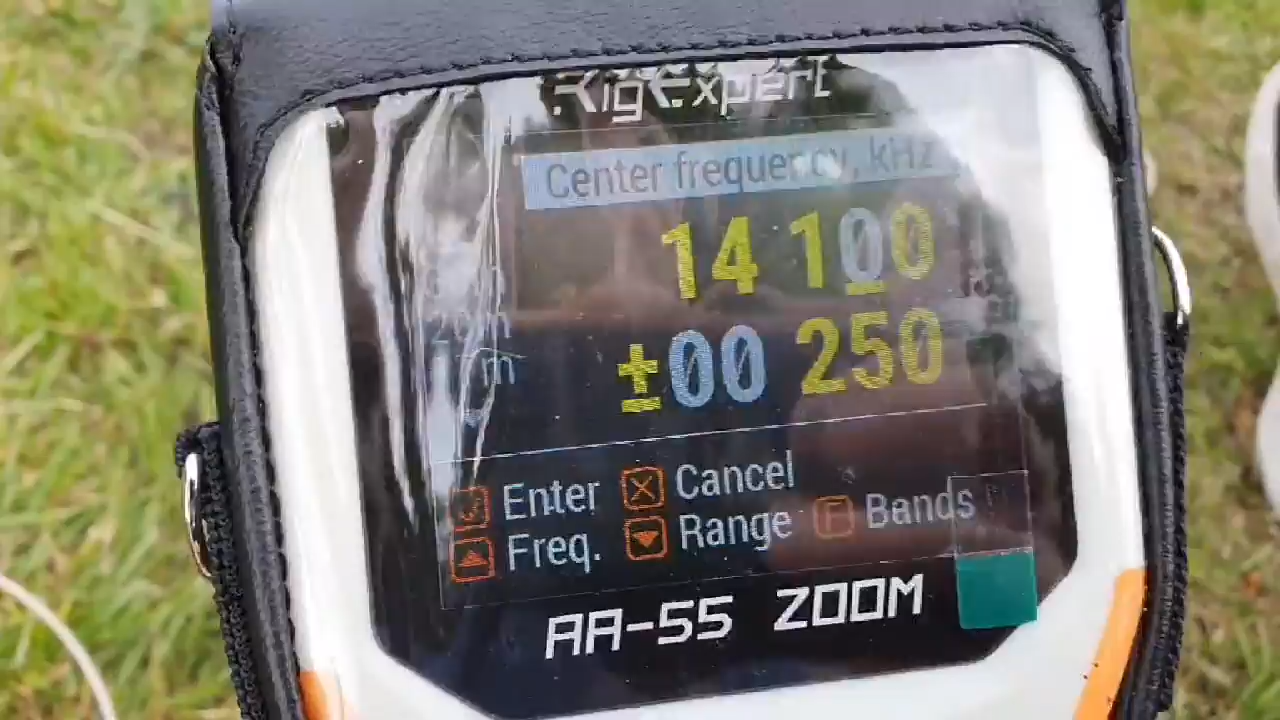 RigExpert
Center frequency, kHz
14 100
±00 250
Enter Cancel
Freq. Range Bands
F
AA-55 ZOOM